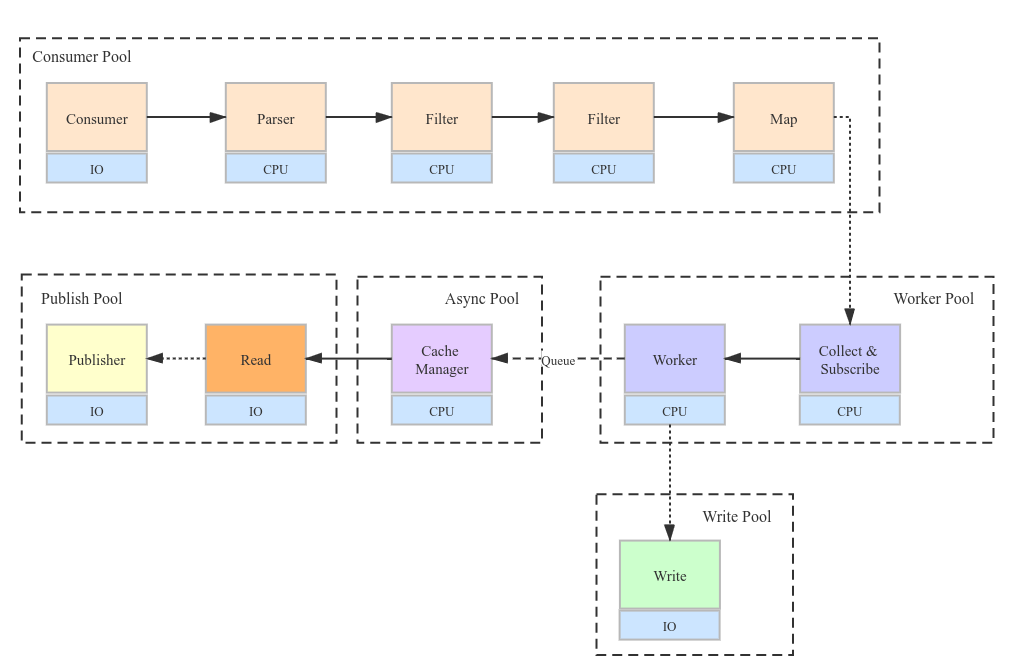 Consumer Pool
Consumer
Parser
Filter
Filter
Map
IO
CPU
CPU
CPU
CPU
Publish Pool
Async Pool
Worker Pool
Publisher
Read
Cache
Manager
Queue
Worker
Collect &
Subscribe
IO
IO
CPU
CPU
CPU
Write Pool
Write
IO